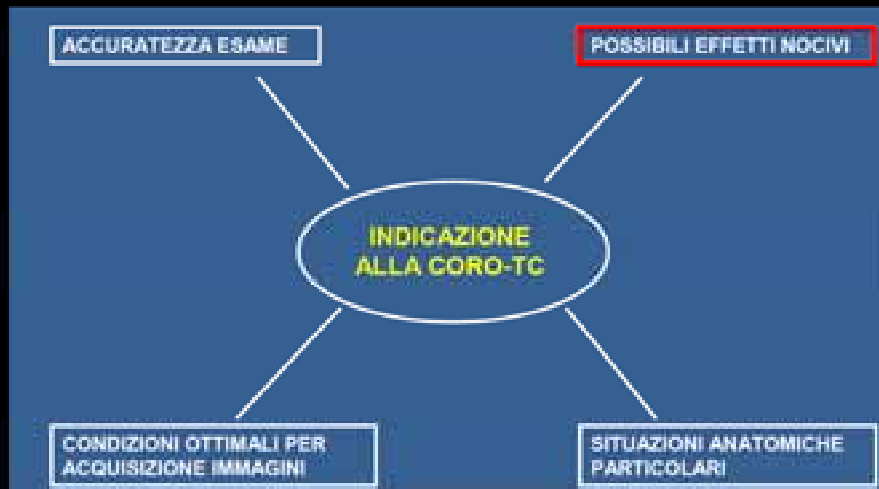 ACCURATEZZA ESAME
POSSIBILI EFFETTI NOCIVI
INDICAZIONE
ALLA CORO-TC
CONDIZIONI OTTIMALI PER
ACQUISIZIONE IMMAGINI
SITUAZIONI ANATOMICHE
PARTICOLARI